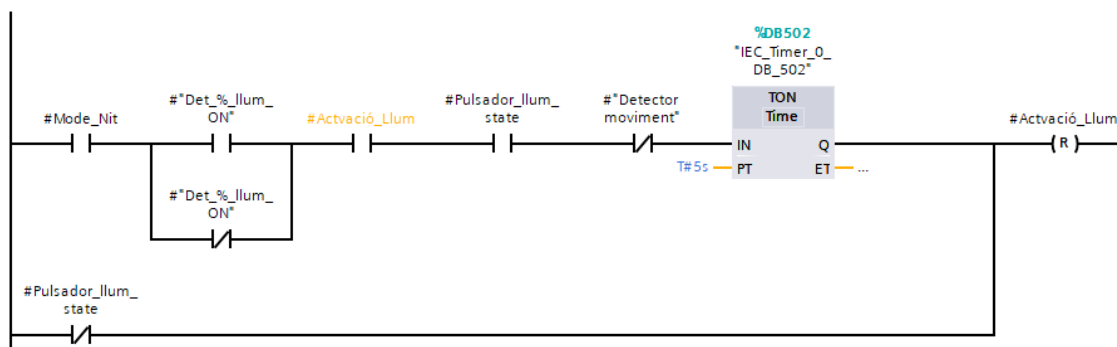 %DB502
"IEC_Timer_0_
DB_502"
TON
Time
#Mode_Nit
#"Det_%_llum_
ON"
#Actvació_Llum
#Pulsador_llum_
state
#"Detector
moviment"
#Actvació_Llum
IN
Q
R
T#5s
PT
ET
...
#"Det_%_llum_
ON"
#Pulsador_llum_
state